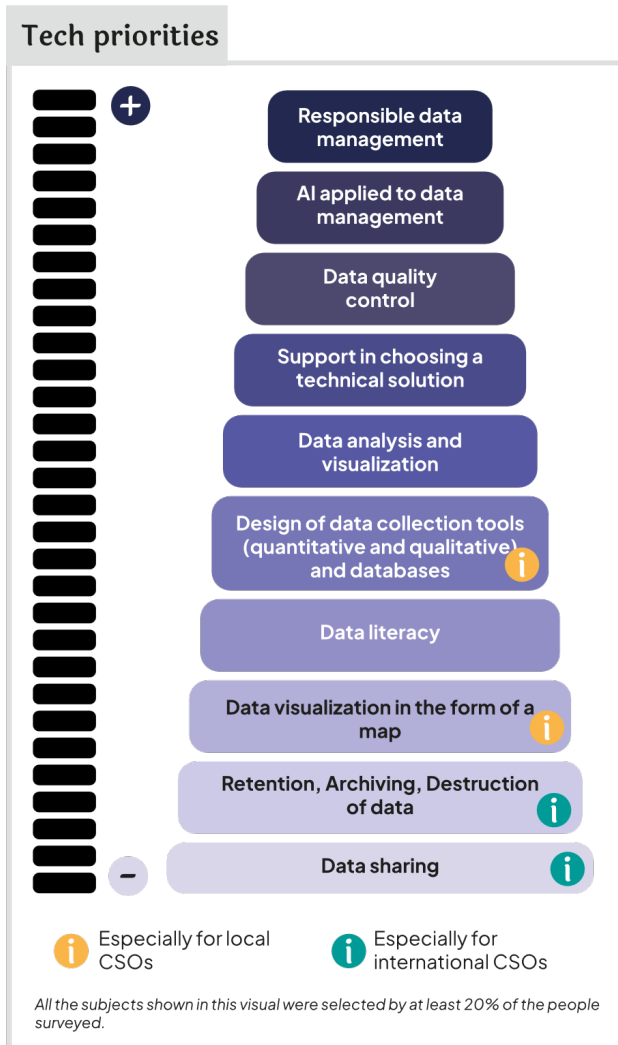 Tech priorities
+
Responsible data
management
AI applied to data
management
Data quality
control
Support in choosing a
technical solution
Data analysis and
visualization
Design of data collection tools
(quantitative and qualitative)
and databases
i
Data literacy
Data visualization in the form of a
map
i
Retention, Archiving, Destruction
of data
i
-
Data sharing
i
i Especially for local
CSOs
i Especially for
international CSOs
All the subjects shown in this visual were selected by at least 20% of the people
surveyed.